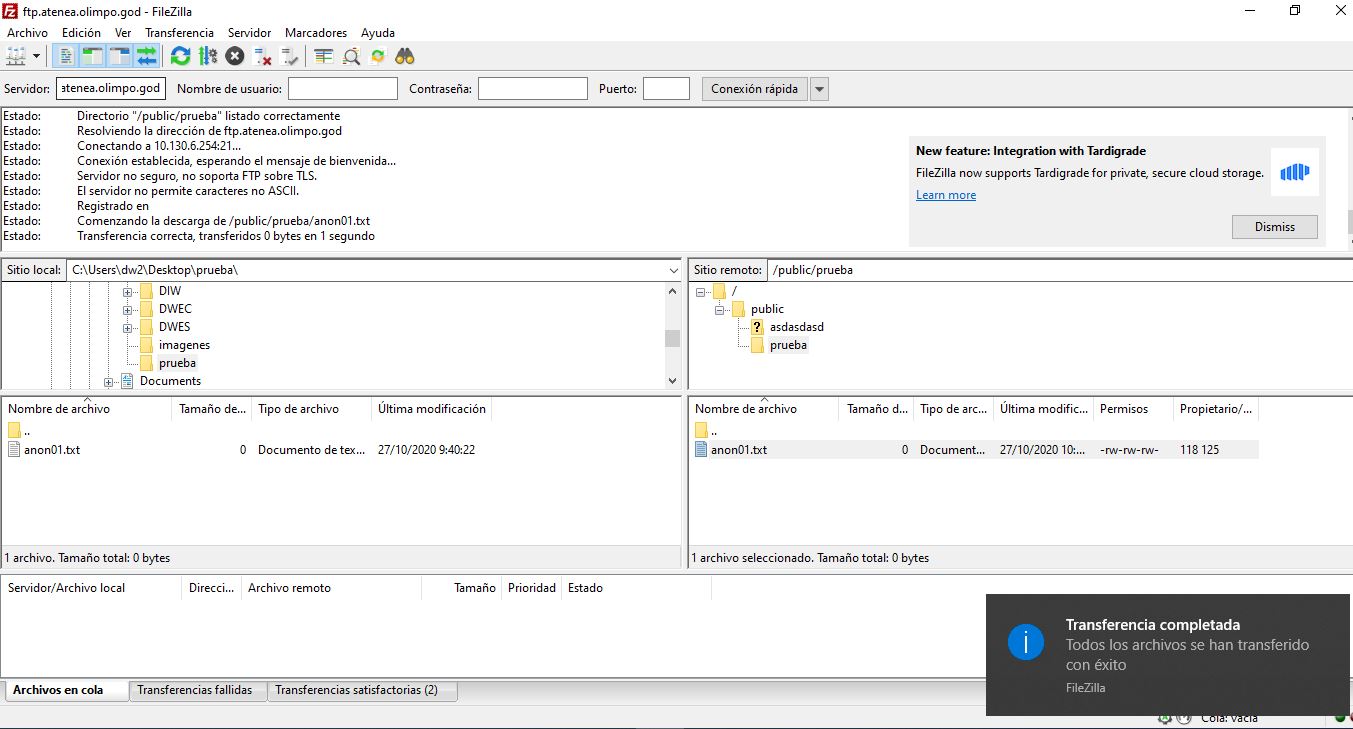 ftp.atenea.olimpo.god - FileZilla
Archivo Edición Ver Transferencia Servidor Marcadores Ayuda
Servidor: atenea.olimpo.god Nombre de usuario: Contraseña: Puerto: Conexión rápida
Estado: Directorio "/public/prueba" listado correctamente
Estado: Resolviendo la dirección de ftp.atenea.olimpo.god
Estado: Conectando a 10.130.6.254:21...
Estado: Conexión establecida, esperando el mensaje de bienvenida...
Estado: Servidor no seguro, no soporta FTP sobre TLS.
Estado: El servidor no permite caracteres no ASCII.
Estado: Registrado en
Estado: Comenzando la descarga de /public/prueba/anon01.txt
Estado: Transferencia correcta, transferidos 0 bytes en 1 segundo
New feature: Integration with Tardigrade
FileZilla now supports Tardigrade for private, secure cloud storage.
Learn more
Dismiss
Sitio local: C:\Users\dw2\Desktop\prueba\
DIW
DWEC
DWES
imagenes
prueba
Documents
Sitio remoto: /public/prueba
/
public
asdasdasd
prueba
Nombre de archivo Tamaño de... Tipo de archivo Última modificación
..
anon01.txt 0 Documento de tex... 27/10/2020 9:40:22
1 archivo. Tamaño total: 0 bytes
Nombre de archivo Tamaño d... Tipo de arc... Última modific... Permisos Propietario/...
..
anon01.txt 0 Document... 27/10/2020 10:... -rw-rw-rw- 118 125
1 archivo seleccionado. Tamaño total: 0 bytes
Servidor/Archivo local Direcci... Archivo remoto Tamaño Prioridad Estado
Transferencia completada
Todos los archivos se han transferido
con éxito
FileZilla
Archivos en cola Transferencias fallidas Transferencias satisfactorias (2)
Cola: vacía